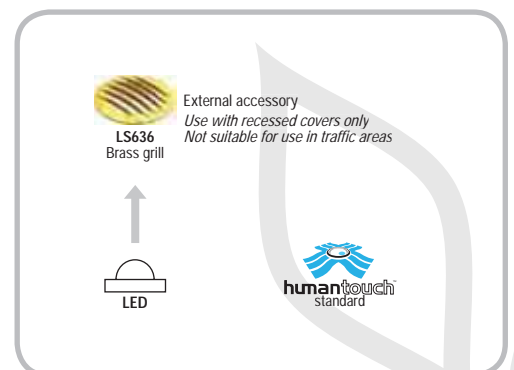 External accessory
Use with recessed covers only
LS636 Not suitable for use in traffic areas
Brass grill
LED
humantouch™
standard